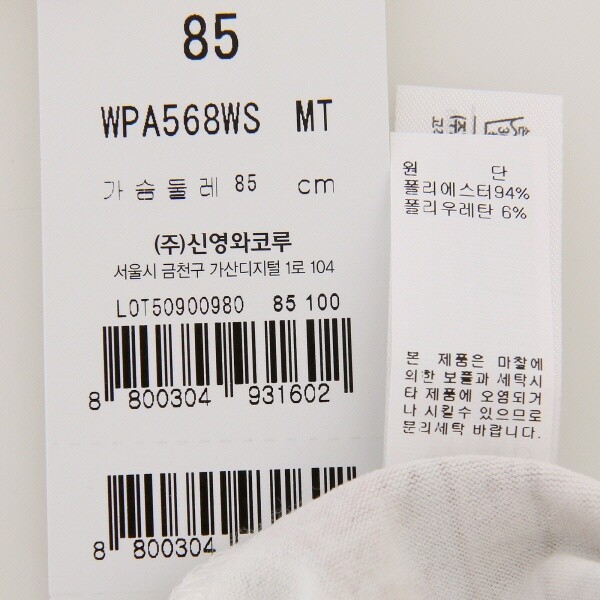 85
WPA568WS MT
가슴둘레 85 cm
(주)신영와코루
서울시 금천구 가산디지털 1로 104
LOT50900980 85 100
8 800304 931602
8 800304
원 단
폴리에스터94%
폴리우레탄 6%
본 제품은 마찰에
의한 보풀과 세탁시
타 제품에 오염되거
나 시킬수 있으므로
분리세탁 바랍니다.